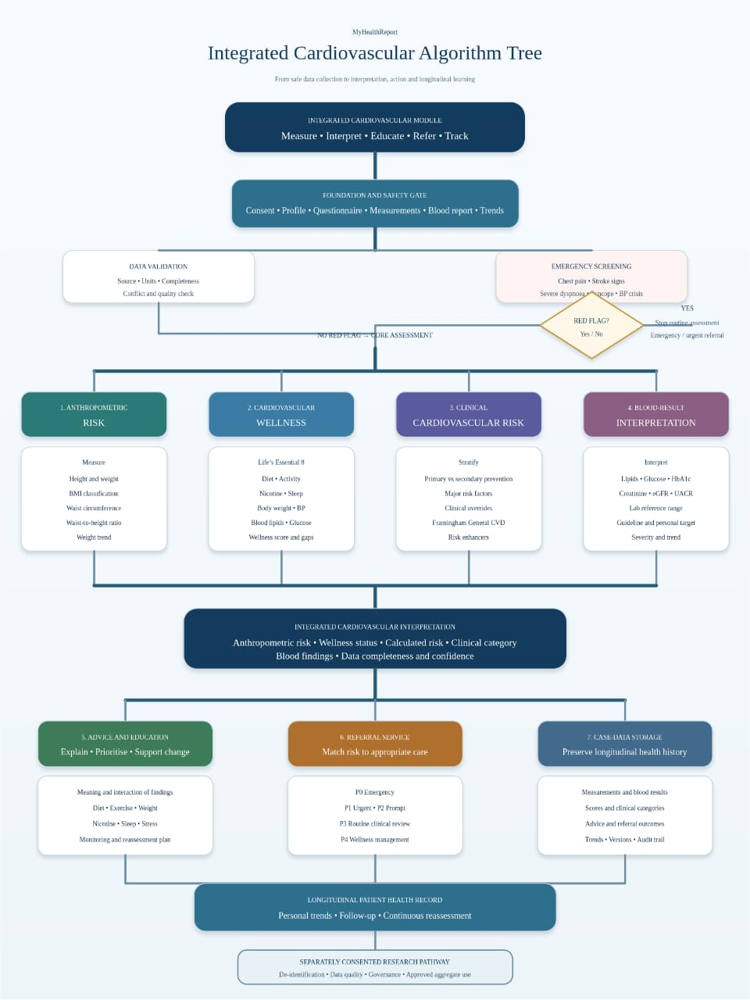 MyHealthReport
Integrated Cardiovascular Algorithm Tree
From safe data collection to interpretation, action and longitudinal learning
INTEGRATED CARDIOVASCULAR MODULE
Measure • Interpret • Educate • Refer • Track
FOUNDATION AND SAFETY GATE
Consent • Profile • Questionnaire • Measurements • Blood report • Trends
DATA VALIDATION
Source • Units • Completeness
Conflict and quality check
EMERGENCY SCREENING
Chest pain • Stroke signs
Severe dyspnoea • Syncope • BP crisis
RED FLAG?
Yes / No
YES
Stop routine assessment
Emergency / urgent referral
NO RED FLAG → CORE ASSESSMENT
1. ANTHROPOMETRIC
RISK
Measure
Height and weight
BMI classification
Waist circumference
Waist-to-height ratio
Weight trend
2. CARDIOVASCULAR
WELLNESS
Life's Essential 8
Diet • Activity
Nicotine • Sleep
Body weight • BP
Blood lipids • Glucose
Wellness score and gaps
3. CLINICAL
CARDIOVASCULAR RISK
Stratify
Primary vs secondary prevention
Major risk factors
Clinical overrides
Framingham General CVD
Risk enhancers
4. BLOOD-RESULT
INTERPRETATION
Interpret
Lipids • Glucose • HbA1c
Creatinine • eGFR • UACR
Lab reference range
Guideline and personal target
Severity and trend
INTEGRATED CARDIOVASCULAR INTERPRETATION
Anthropometric risk • Wellness status • Calculated risk • Clinical category
Blood findings • Data completeness and confidence
5. ADVICE AND EDUCATION
Explain • Prioritise • Support change
Meaning and interaction of findings
Diet • Exercise • Weight
Nicotine • Sleep • Stress
Monitoring and reassessment plan
6. REFERRAL SERVICE
Match risk to appropriate care
P0 Emergency
P1 Urgent • P2 Prompt
P3 Routine clinical review
P4 Wellness management
7. CASE-DATA STORAGE
Preserve longitudinal health history
Measurements and blood results
Scores and clinical categories
Advice and referral outcomes
Trends • Versions • Audit trail
LONGITUDINAL PATIENT HEALTH RECORD
Personal trends • Follow-up • Continuous reassessment
SEPARATELY CONSENTED RESEARCH PATHWAY
De-identification • Data quality • Governance • Approved aggregate use